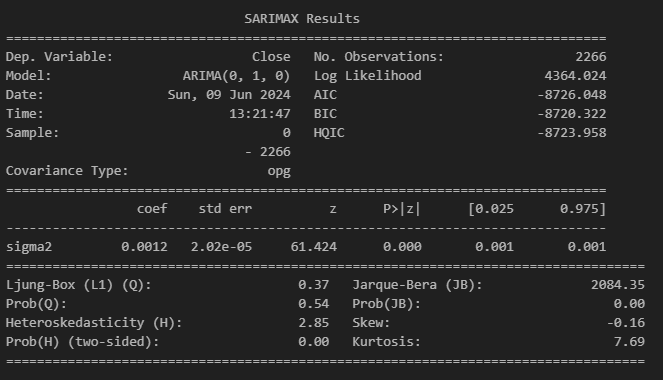 SARIMAX Results
==============================================================================
Dep. Variable:                  Close   No. Observations:                 2266
Model:                 ARIMA(0, 1, 0)   Log Likelihood                4364.024
Date:                Sun, 09 Jun 2024   AIC                          -8726.048
Time:                        13:21:47   BIC                          -8720.322
Sample:                             0   HQIC                         -8723.958
                               - 2266
Covariance Type:                  opg
==============================================================================
                 coef    std err          z      P>|z|      [0.025      0.975]
------------------------------------------------------------------------------
sigma2         0.0012   2.02e-05     61.424      0.000       0.001       0.001
===================================================================================
Ljung-Box (L1) (Q):                   0.37   Jarque-Bera (JB):              2084.35
Prob(Q):                              0.54   Prob(JB):                         0.00
Heteroskedasticity (H):               2.85   Skew:                            -0.16
Prob(H) (two-sided):                  0.00   Kurtosis:                         7.69
===================================================================================